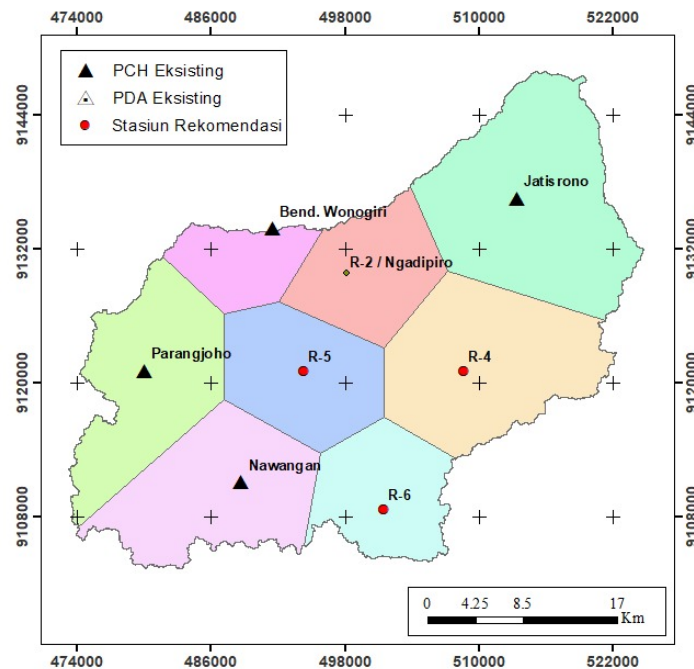 474000 486000 498000 510000 522000
PCH Eksisting
PDA Eksisting
Stasiun Rekomendasi
9144000 9144000
Jatisrono
Bend. Wonogiri
9132000 9132000
R-2 / Ngadipiro
Parangjoho
R-5
R-4
9120000 9120000
Nawangan
R-6
9108000 9108000
0 4.25 8.5 17
Km
474000 486000 498000 510000 522000